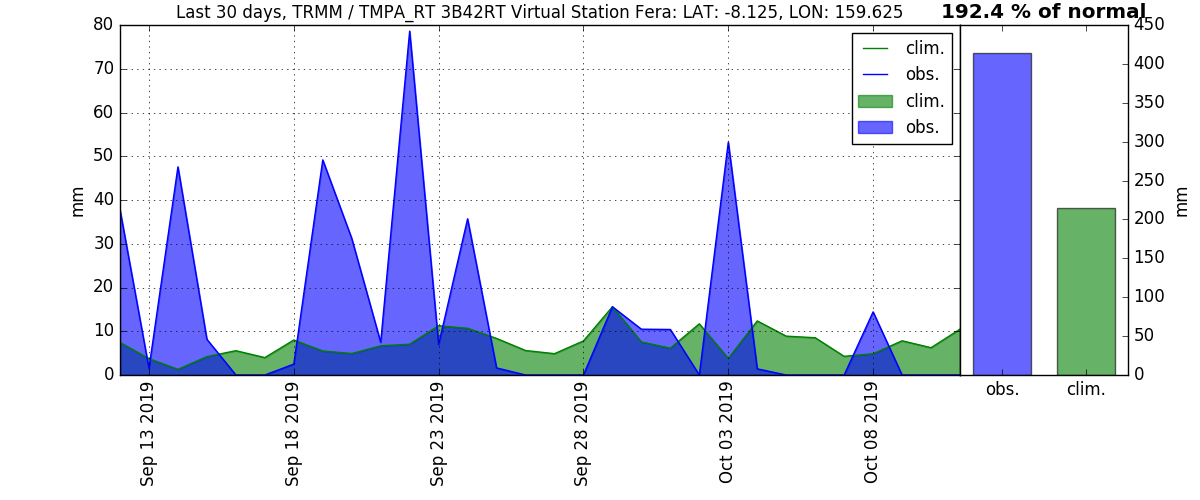 Last 30 days, TRMM / TMPA_RT 3B42RT Virtual Station Fera: LAT: -8.125, LON: 159.625
192.4 % of normal
80
70
60
50
40
30
20
10
0
mm
clim.
obs.
clim.
obs.
Sep 13 2019
Sep 18 2019
Sep 23 2019
Sep 28 2019
Oct 03 2019
Oct 08 2019
450
400
350
300
250
200
150
100
50
0
mm
obs.
clim.